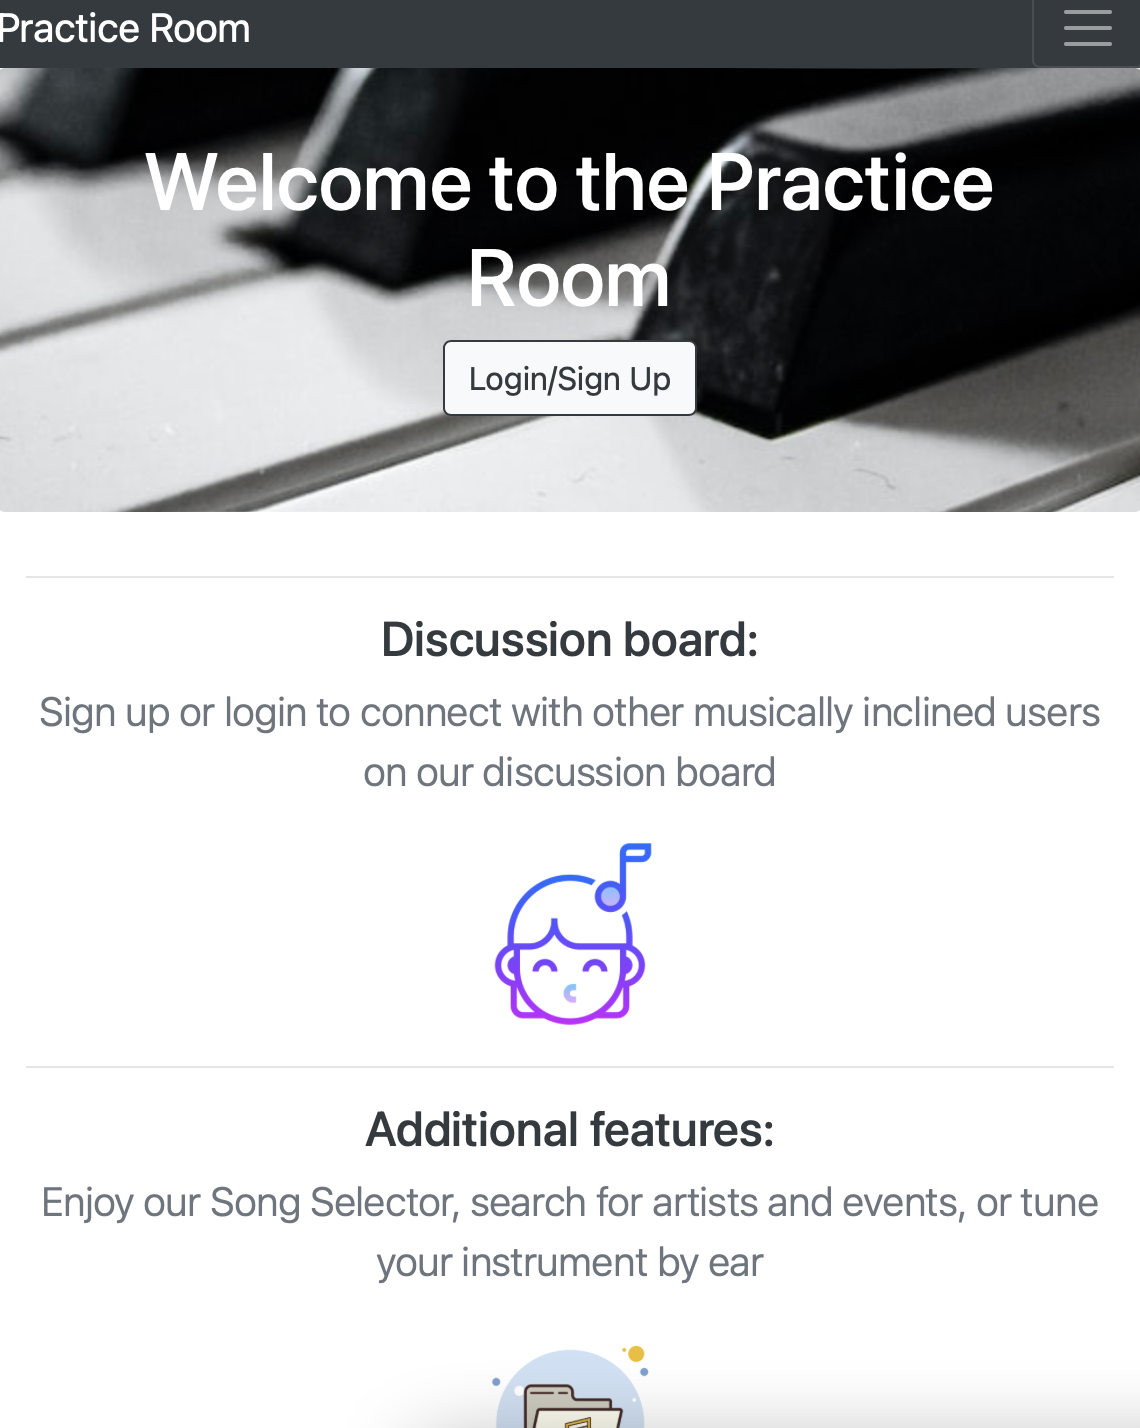 Practice Room
Welcome to the Practice
Room
Login/Sign Up
Discussion board:
Sign up or login to connect with other musically inclined users
on our discussion board
Additional features:
Enjoy our Song Selector, search for artists and events, or tune
your instrument by ear